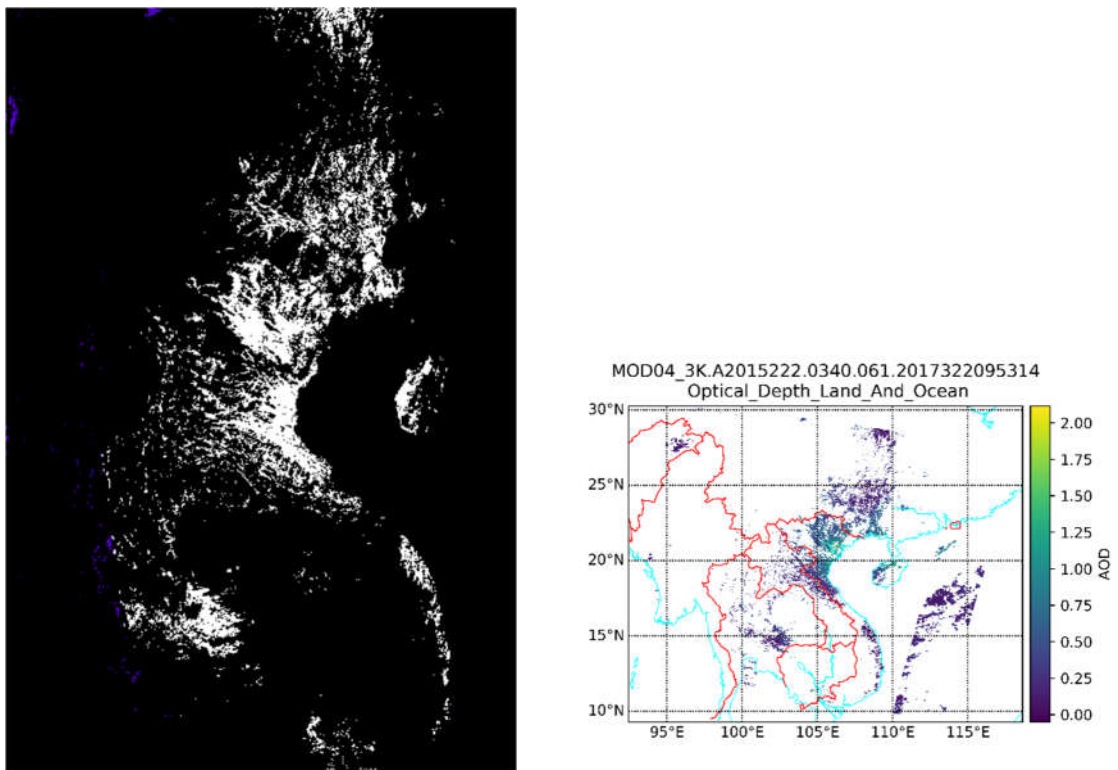 MOD04_3K.A2015222.0340.061.2017322095314
Optical_Depth_Land_And_Ocean
30°N
25°N
20°N
15°N
10°N
95°E 100°E 105°E 110°E 115°E
2.00
1.75
1.50
1.25
1.00
0.75
0.50
0.25
0.00
AOD